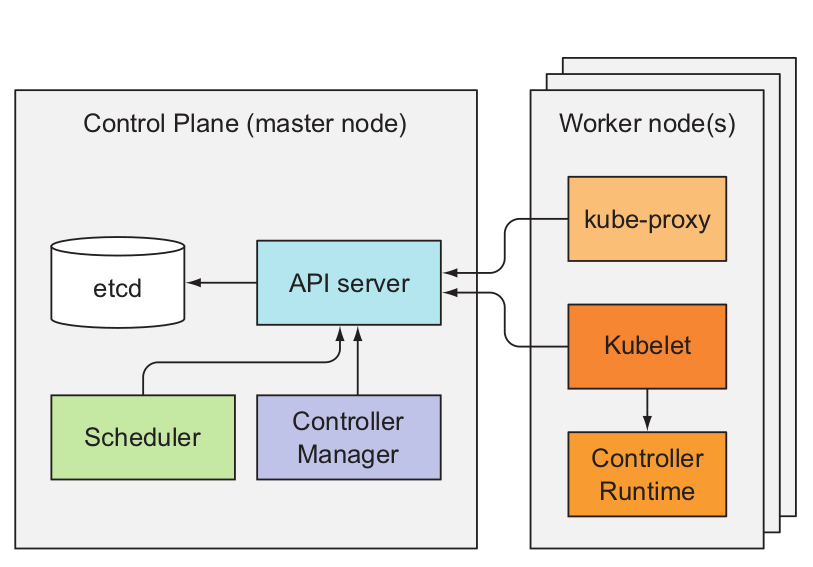 Control Plane (master node)
Worker node(s)
kube-proxy
etcd
API server
Kubelet
Scheduler
Controller
Manager
Controller
Runtime